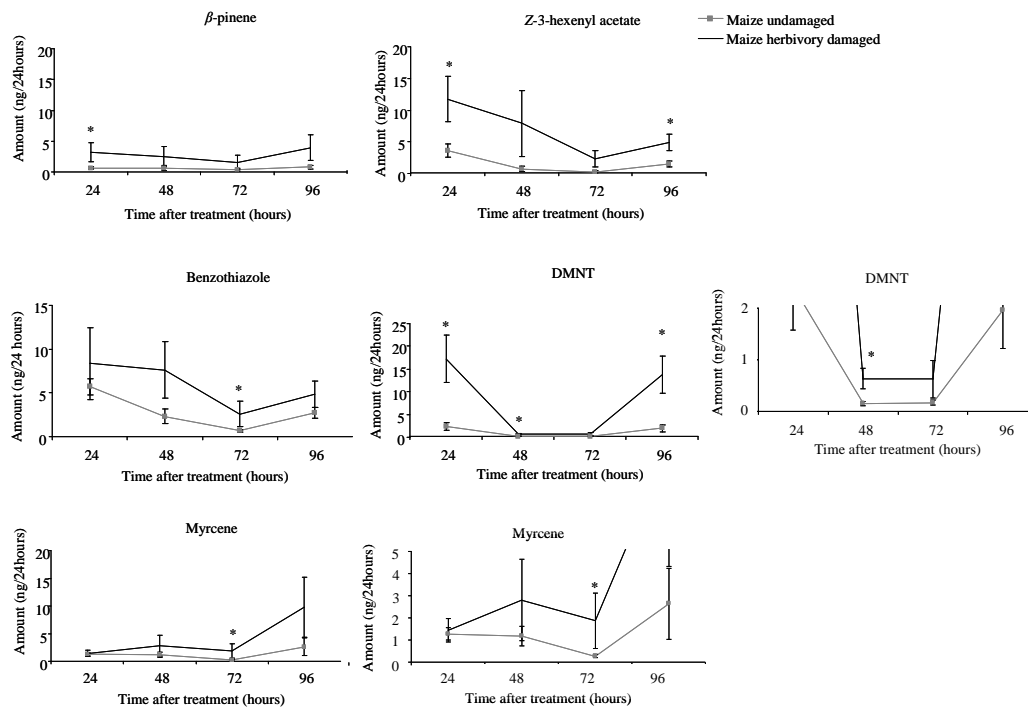 β-pinene
Amount (ng/24hours)
20
15
10
5
0
*
24 48 72 96
Time after treatment (hours)
Z-3-hexenyl acetate
Amount (ng/24hours)
20
15
10
5
0
* *
24 48 72 96
Time after treatment (hours)
Maize undamaged
Maize herbivory damaged
Benzothiazole
Amount (ng/24 hours)
15
10
5
0
*
24 48 72 96
Time after treatment (hours)
DMNT
Amount (ng/24hours)
25
20
15
10
5
0
* * *
24 48 72 96
Time after treatment (hours)
DMNT
Amount (ng/24hours)
2
1
0
*
24 48 72 96
Time after treatment (hours)
Myrcene
Amount (ng/24hours)
20
15
10
5
0
*
24 48 72 96
Time after treatment (hours)
Myrcene
Amount (ng/24hours)
5
4
3
2
1
0
*
24 48 72 96
Time after treatment (hours)